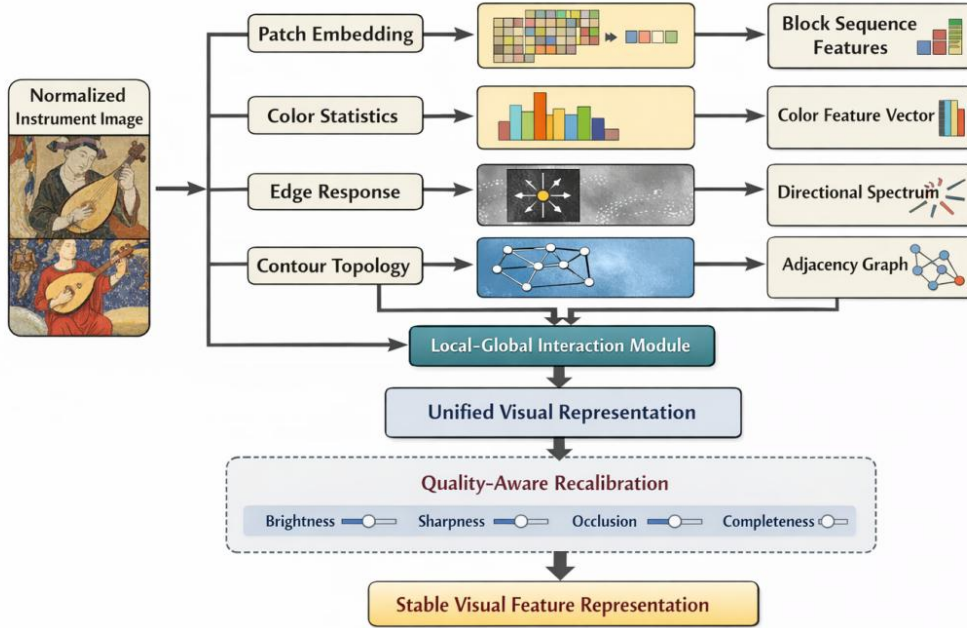 Normalized
Instrument Image
Patch Embedding
Block Sequence
Features
Color Statistics
Color Feature Vector
Edge Response
Directional Spectrum
Contour Topology
Adjacency Graph
Local–Global Interaction Module
Unified Visual Representation
Quality-Aware Recalibration
Brightness
Sharpness
Occlusion
Completeness
Stable Visual Feature Representation